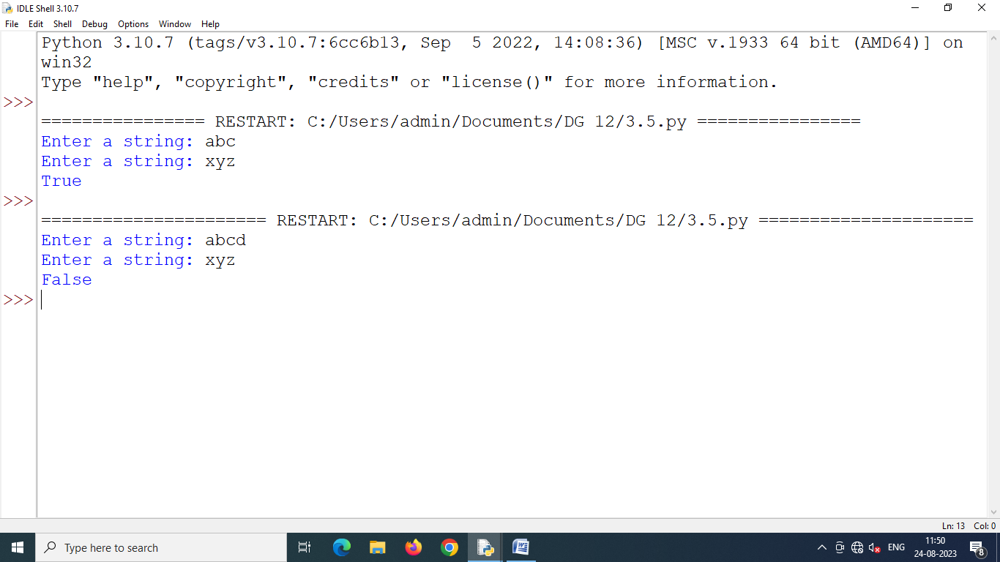 IDLE Shell 3.10.7
File Edit Shell Debug Options Window Help
Python 3.10.7 (tags/v3.10.7:6cc6b13, Sep  5 2022, 14:08:36) [MSC v.1933 64 bit (AMD64)] on
win32
Type "help", "copyright", "credits" or "license()" for more information.
>>>
================ RESTART: C:/Users/admin/Documents/DG 12/3.5.py ================
Enter a string: abc
Enter a string: xyz
True
>>>
====================== RESTART: C:/Users/admin/Documents/DG 12/3.5.py =====================
Enter a string: abcd
Enter a string: xyz
False
>>>
Ln: 13 Col: 0
Type here to search
ENG
11:50
24-08-2023
8